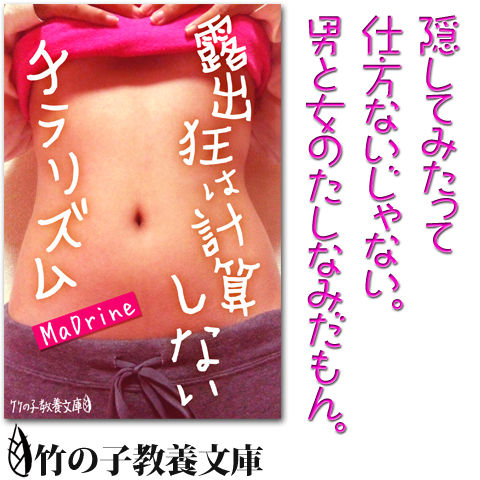 隠してみたって
仕方ないじゃない。
男と女のたしなみだもん。
露出狂は計算しない
チラリズム
MaDrine
竹の子教養文庫
竹の子教養文庫